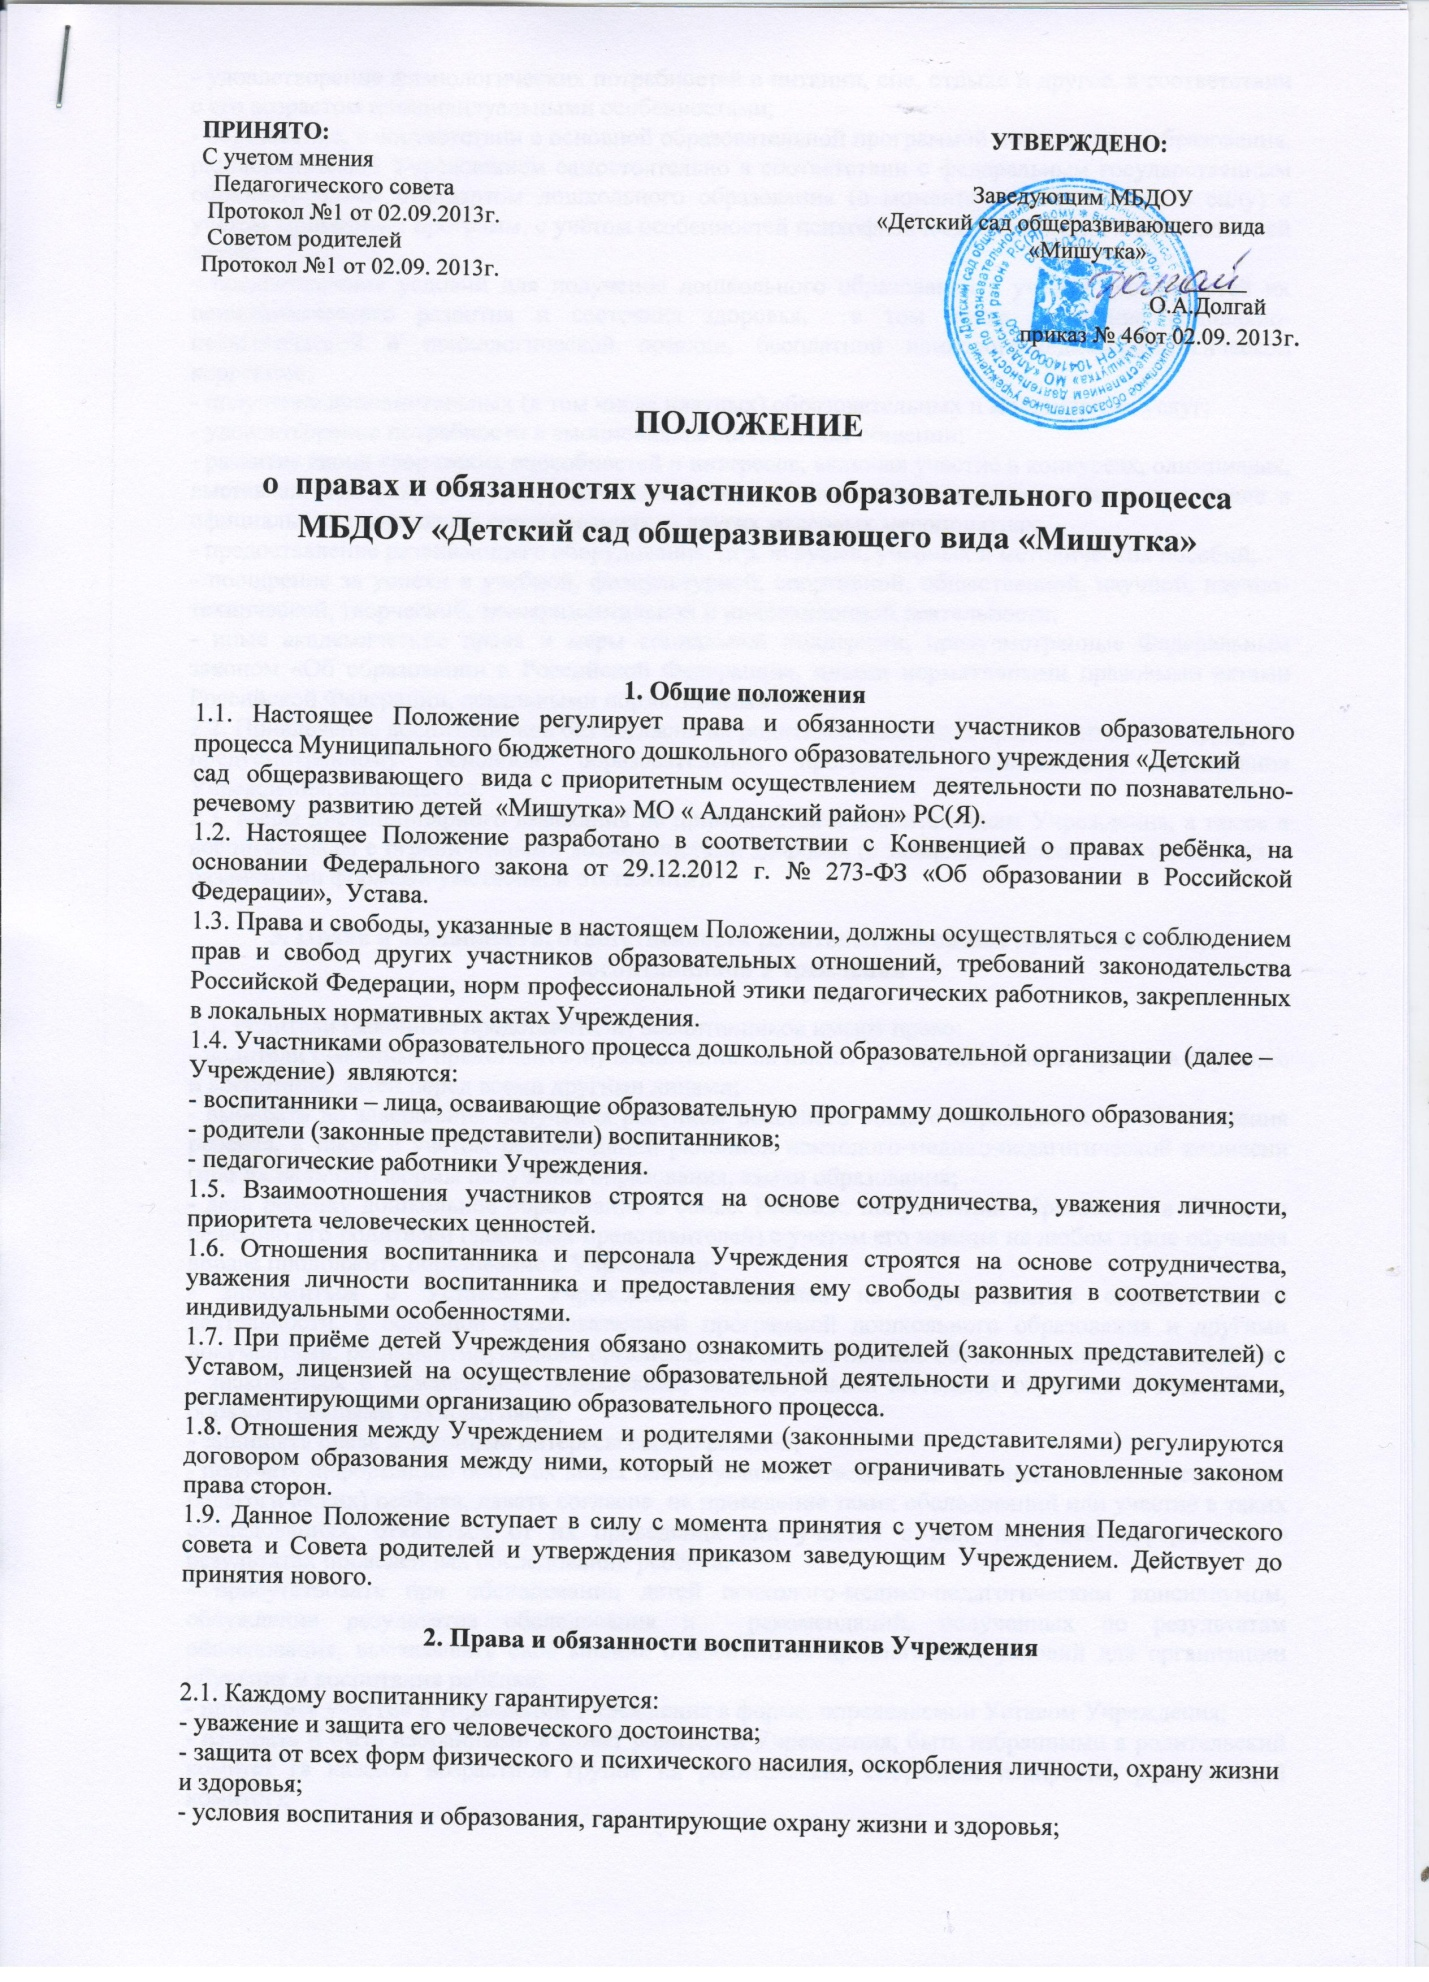 ПРИНЯТО:
С учетом мнения
Педагогического совета
Протокол №1 от 02.09.2013г.
Советом родителей
Протокол №1 от 02.09. 2013г.
УТВЕРЖДЕНО:
Заведующим МБДОУ
«Детский сад общеразвивающего вида
«Мишутка»
О.А.Долгай
приказ № 46от 02.09. 2013г.
ПОЛОЖЕНИЕ
о правах и обязанностях участников образовательного процесса
МБДОУ «Детский сад общеразвивающего вида «Мишутка»
1. Общие положения
1.1. Настоящее Положение регулирует права и обязанности участников образовательного
процесса Муниципального бюджетного дошкольного образовательного учреждения «Детский
сад общеразвивающего вида с приоритетным осуществлением деятельности по познавательно-
речевому развитию детей «Мишутка» МО « Алданский район» РС(Я).
1.2. Настоящее Положение разработано в соответствии с Конвенцией о правах ребёнка, на
основании Федерального закона от 29.12.2012 г. № 273-ФЗ «Об образовании в Российской
Федерации», Устава.
1.3. Права и свободы, указанные в настоящем Положении, должны осуществляться с соблюдением
прав и свобод других участников образовательных отношений, требований законодательства
Российской Федерации, норм профессиональной этики педагогических работников, закрепленных
в локальных нормативных актах Учреждения.
1.4. Участниками образовательного процесса дошкольной образовательной организации (далее –
Учреждение) являются:
- воспитанники – лица, осваивающие образовательную программу дошкольного образования;
- родители (законные представители) воспитанников;
- педагогические работники Учреждения.
1.5. Взаимоотношения участников строятся на основе сотрудничества, уважения личности,
приоритета человеческих ценностей.
1.6. Отношения воспитанника и персонала Учреждения строятся на основе сотрудничества,
уважения личности воспитанника и предоставления ему свободы развития в соответствии с
индивидуальными особенностями.
1.7. При приёме детей Учреждения обязано ознакомить родителей (законных представителей) с
Уставом, лицензией на осуществление образовательной деятельности и другими документами,
регламентирующими организацию образовательного процесса.
1.8. Отношения между Учреждением и родителями (законными представителями) регулируются
договором образования между ними, который не может ограничивать установленные законом
права сторон.
1.9. Данное Положение вступает в силу с момента принятия с учетом мнения Педагогического
совета и Совета родителей и утверждения приказом заведующим Учреждением. Действует до
принятия нового.
2. Права и обязанности воспитанников Учреждения
2.1. Каждому воспитаннику гарантируется:
- уважение и защита его человеческого достоинства;
- защита от всех форм физического и психического насилия, оскорбления личности, охрану жизни
и здоровья;
- условия воспитания и образования, гарантирующие охрану жизни и здоровья;